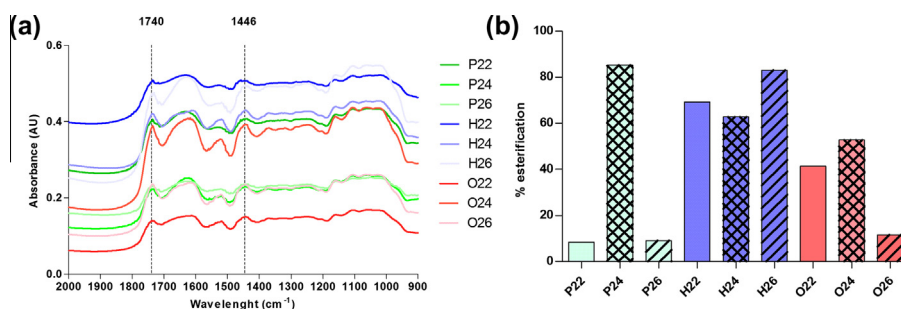 (a)
1740
1446
Absorbance (AU)
0.6
0.4
0.2
0.0
2000 1900 1800 1700 1600 1500 1400 1300 1200 1100 1000 900
Wavelenght (cm⁻¹)
P22
P24
P26
H22
H24
H26
O22
O24
O26
(b)
% esterification
100
80
60
40
20
0
P22 P24 P26 H22 H24 H26 O22 O24 O26